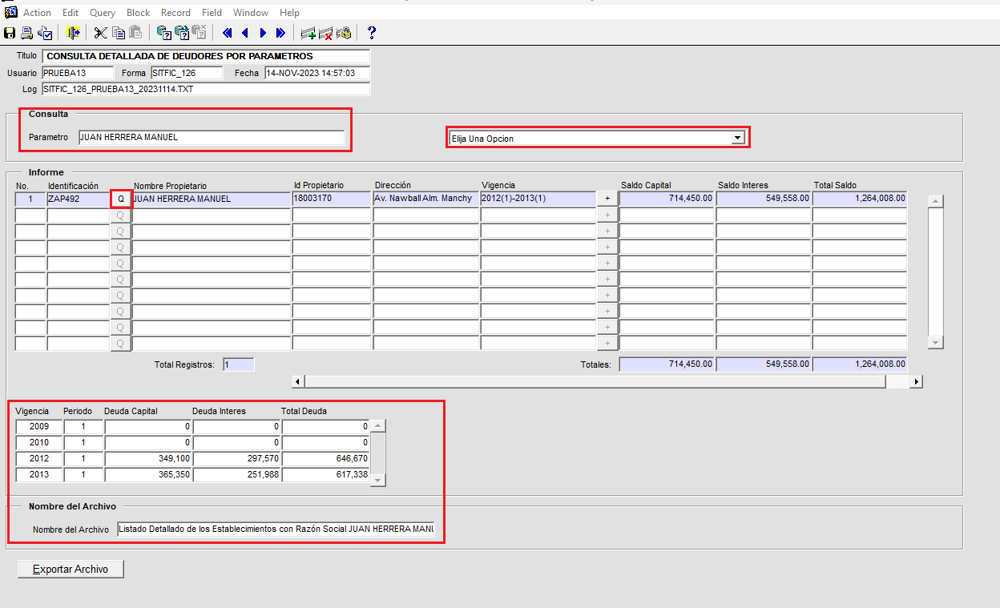 Action Edit Query Block Record Field Window Help
Titulo CONSULTA DETALLADA DE DEUDORES POR PARAMETROS
Usuario PRUEBA13 Forma SITFIC_126 Fecha 14-NOV-2023 14:57:03
Log SITFIC_126_PRUEBA13_20231114.TXT
Consulta
Parametro JUAN HERRERA MANUEL Elija Una Opcion
Informe
No. Identificación Nombre Propietario Id Propietario Dirección Vigencia Saldo Capital Saldo Interes Total Saldo
1 ZAP492 Q JUAN HERRERA MANUEL 18003170 Av. Nawball Alm. Manchy 2012(1)-2013(1) + 714,450.00 549,558.00 1,264,008.00
Q +
Q +
Q +
Q +
Q +
Q +
Q +
Q +
Q +
Total Registros: 1 Totales: 714,450.00 549,558.00 1,264,008.00
Vigencia Periodo Deuda Capital Deuda Interes Total Deuda
2009 1 0 0 0
2010 1 0 0 0
2012 1 349,100 297,570 646,670
2013 1 365,350 251,988 617,338
Nombre del Archivo
Nombre del Archivo Listado Detallado de los Establecimientos con Razón Social JUAN HERRERA MANU
Exportar Archivo